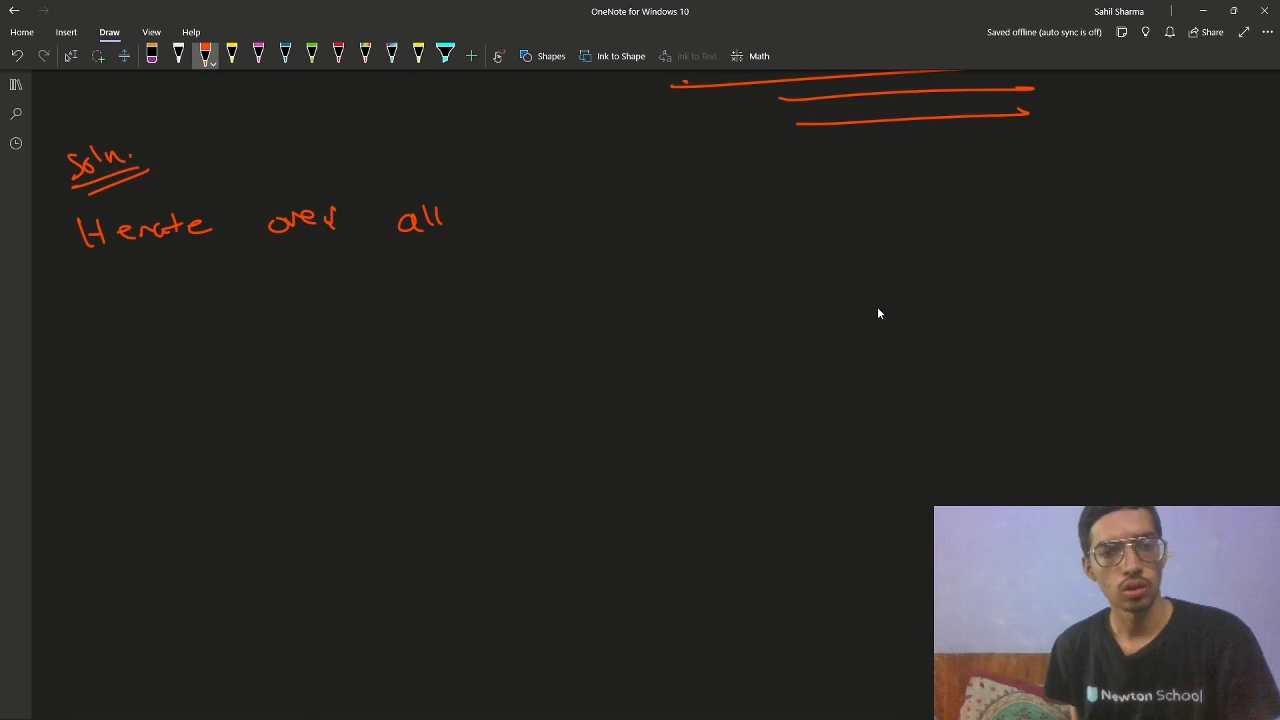 OneNote for Windows 10
Sahil Sharma
Home Insert Draw View Help
Saved offline (auto sync is off)
Share
Shapes Ink to Shape Ink to Text Math
Soln.
Iterate over all
Newton School